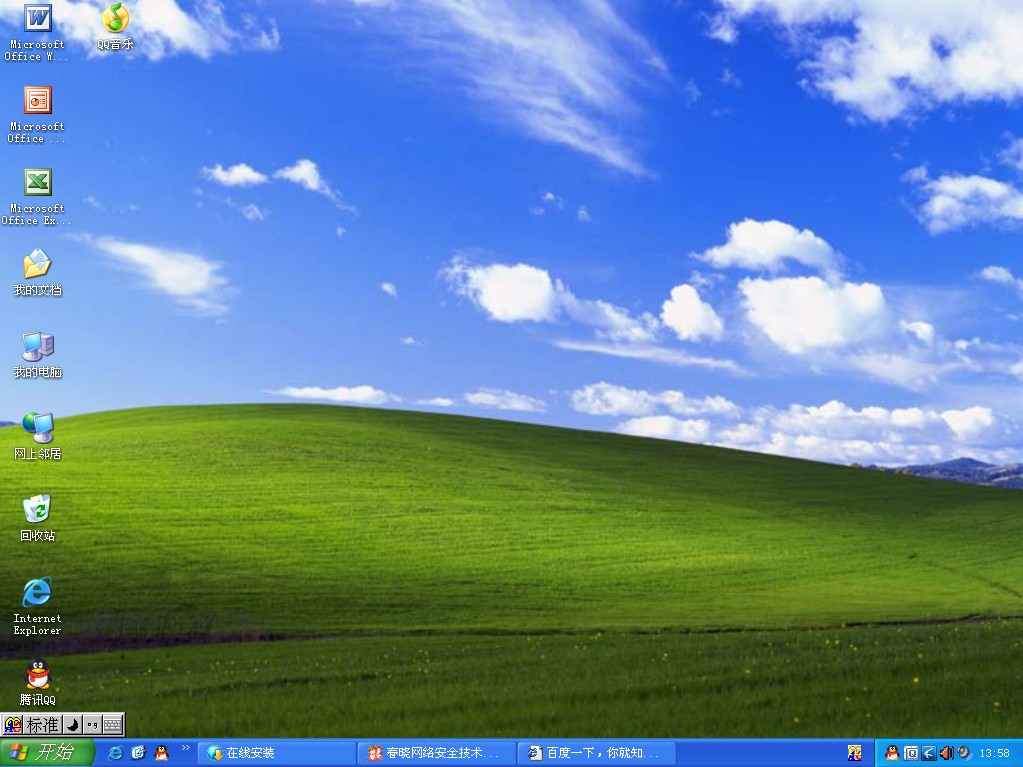 Microsoft
Office W...
QQ音乐
Microsoft
Office ...
Microsoft
Office Ex...
我的文档
我的电脑
网上邻居
回收站
Internet
Explorer
腾讯QQ
标准
开始
在线安装
春晓网络安全技术...
百度一下，你就知...
13:58